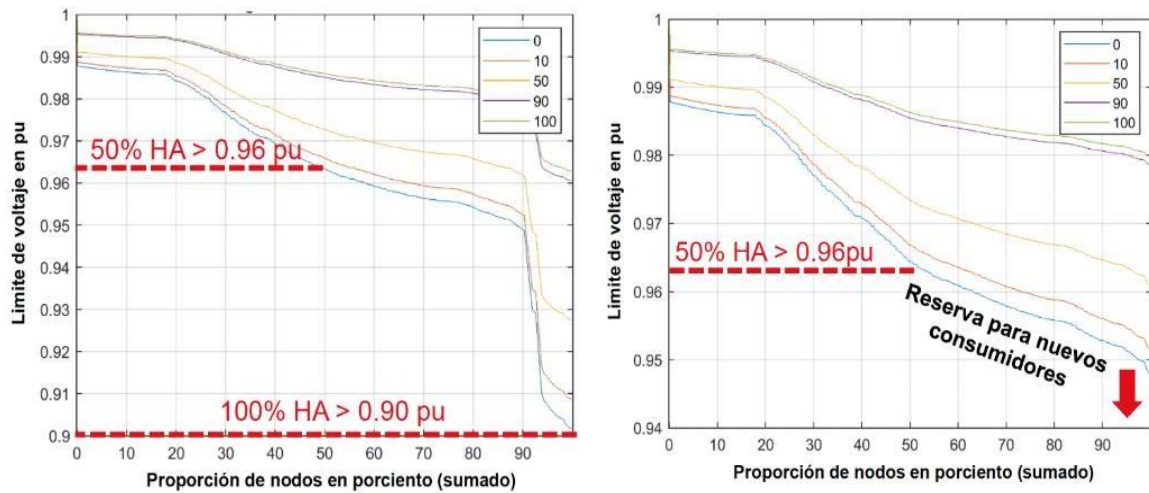 Limite de voltaje en pu
1
0.99
0.98
0.97
0.96
0.95
0.94
0.93
0.92
0.91
0.9
0
10
50
90
100
50% HA > 0.96 pu
100% HA > 0.90 pu
0 10 20 30 40 50 60 70 80 90
Proporción de nodos en porciento (sumado)
Limite de voltaje en pu
1
0.99
0.98
0.97
0.96
0.95
0.94
0
10
50
90
100
50% HA > 0.96pu
Reserva para nuevos
consumidores
0 10 20 30 40 50 60 70 80 90
Proporción de nodos en porciento (sumado)